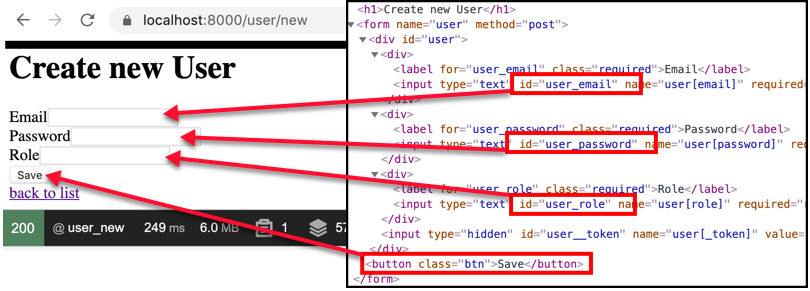 localhost:8000/user/new
Create new User
Email
Password
Role
Save
back to list
200 @ user_new 249 ms 6.0 MB 1 57
<h1>Create new User</h1>
<form name="user" method="post">
<div id="user">
<div>
<label for="user_email" class="required">Email</label>
<input type="text" id="user_email" name="user[email]" required=
</div>
<div>
<label for="user_password" class="required">Password</label>
<input type="text" id="user_password" name="user[password]" req
</div>
<div>
<label for="user_role" class="required">Role</label>
<input type="text" id="user_role" name="user[role]" required="r
</div>
<input type="hidden" id="user__token" name="user[_token]" value=
</div>
<button class="btn">Save</button>
</form>